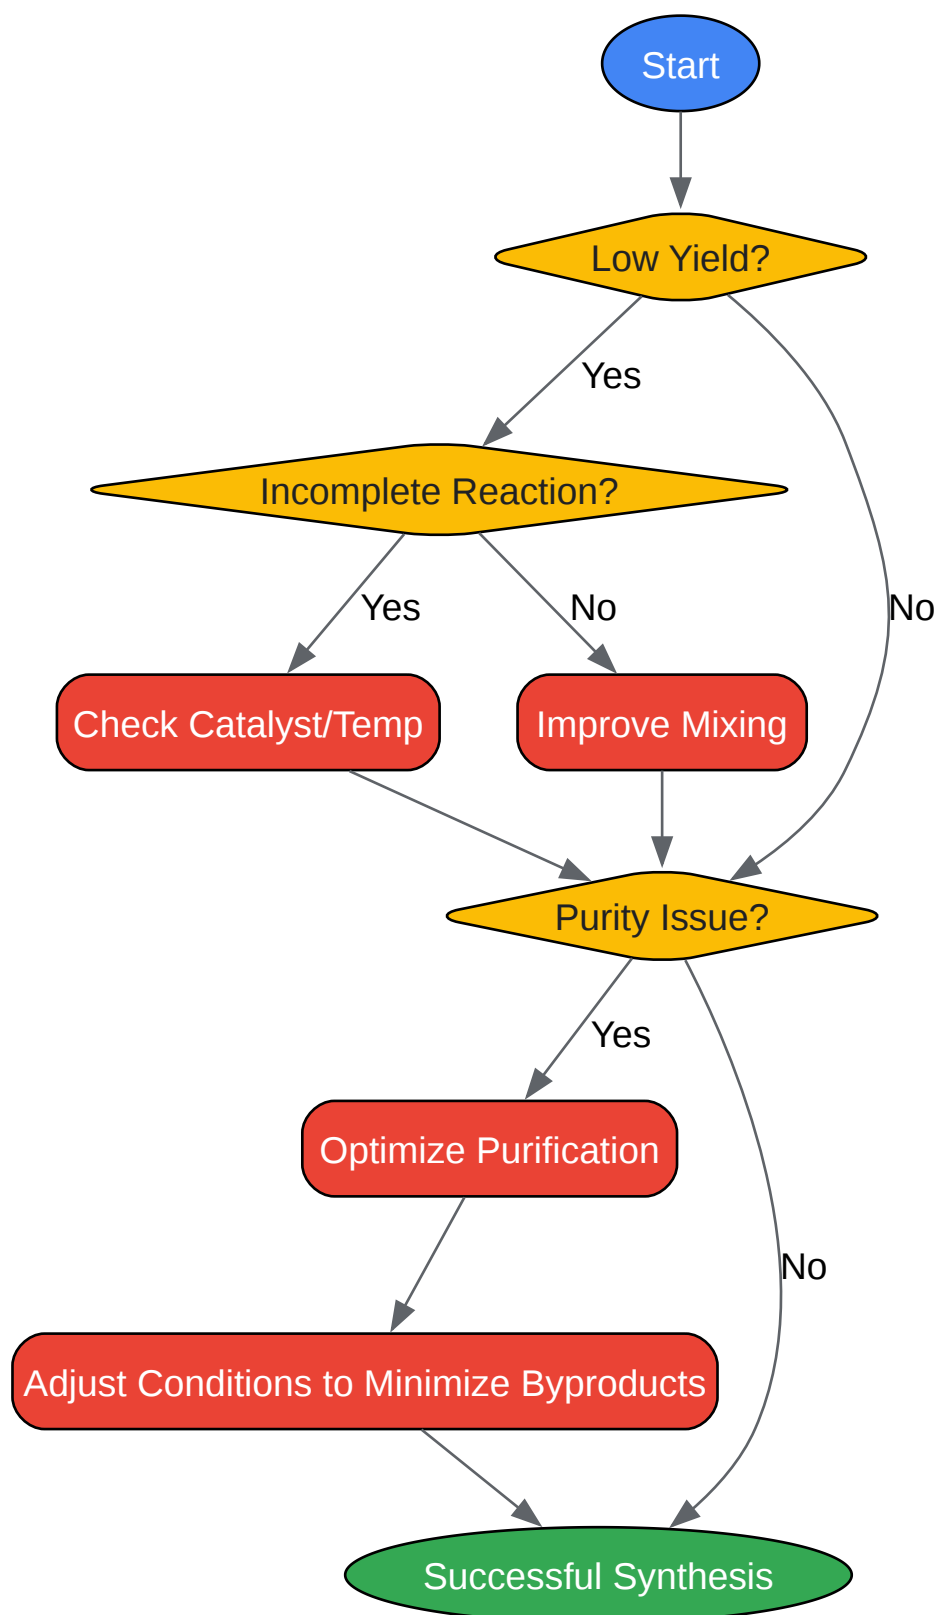 Start
Low Yield?
Yes
Incomplete Reaction?
Yes
No
No
Check Catalyst/Temp
Improve Mixing
Purity Issue?
Yes
Optimize Purification
No
Adjust Conditions to Minimize Byproducts
Successful Synthesis